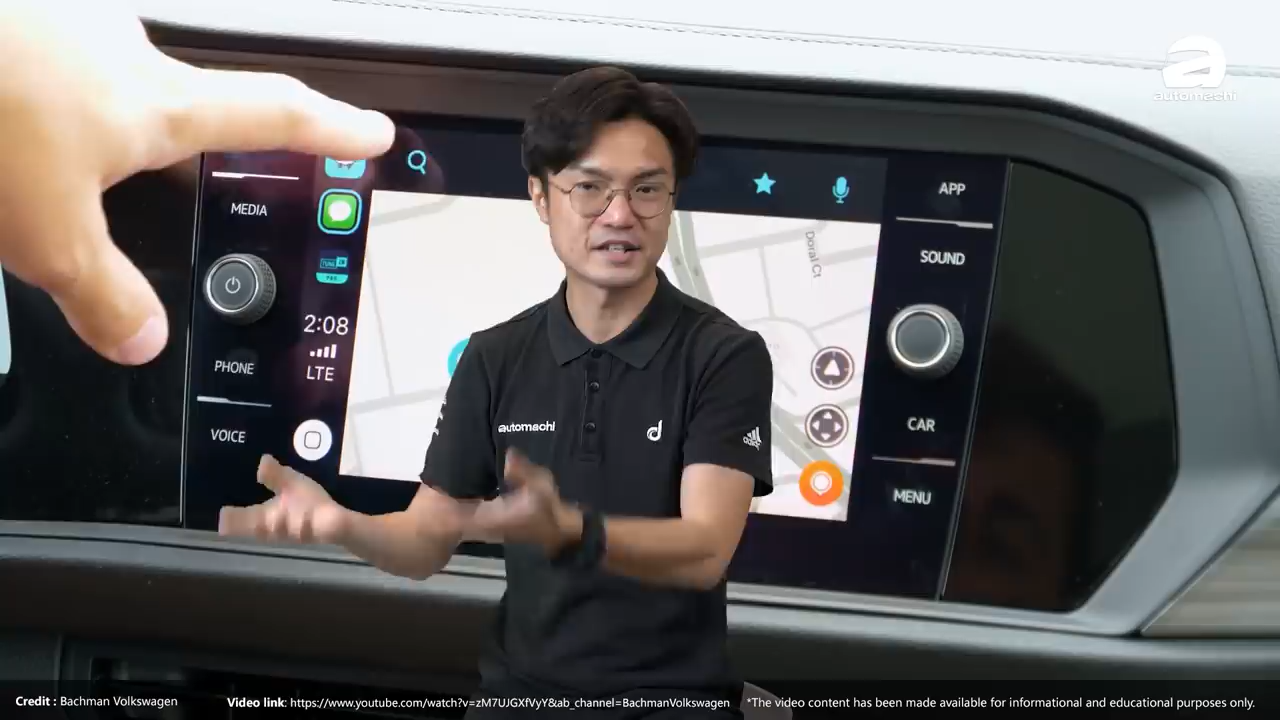 automachi
MEDIA
APP
SOUND
Doral Ct
2:08
LTE
PHONE
VOICE
CAR
MENU
automachi
adidas
Credit : Bachman Volkswagen
Video link: https://www.youtube.com/watch?v=zM7UJGXfVyY&ab_channel=BachmanVolkswagen
*The video content has been made available for informational and educational purposes only.